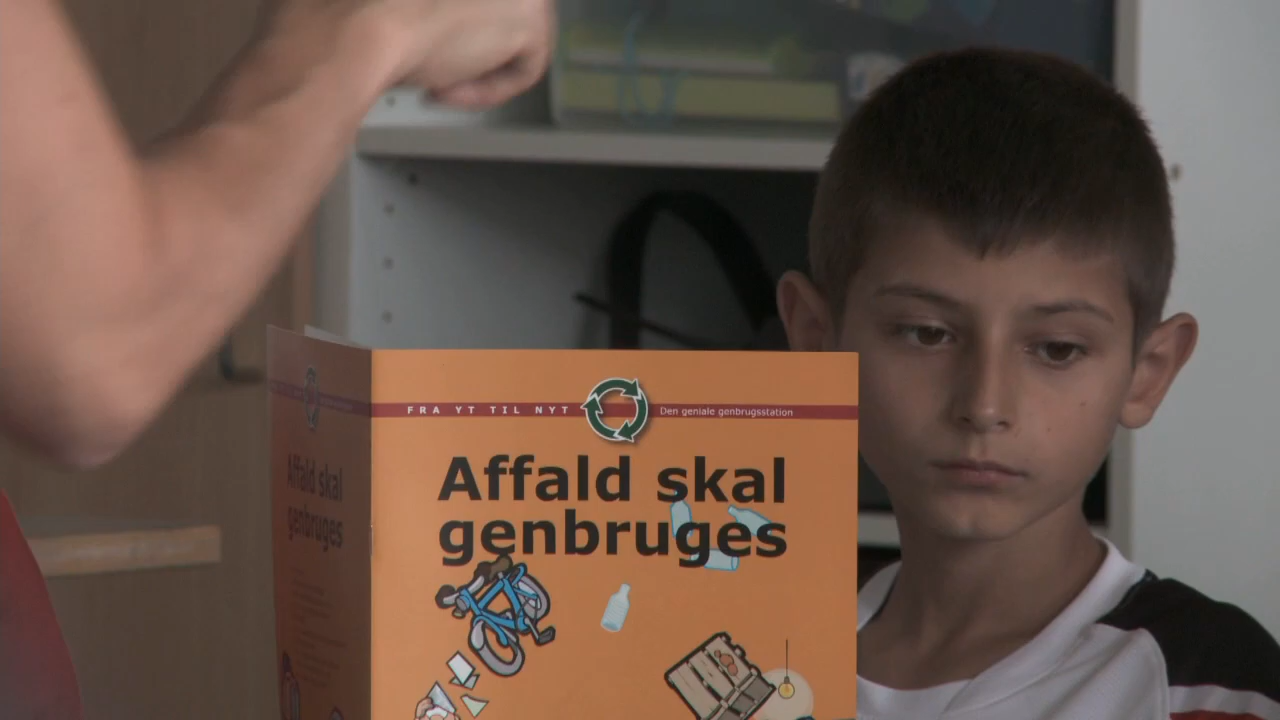 FRA YT TIL NYT
Den geniale genbrugsstation
Affald skal
genbruges
Affald skal
genbruges